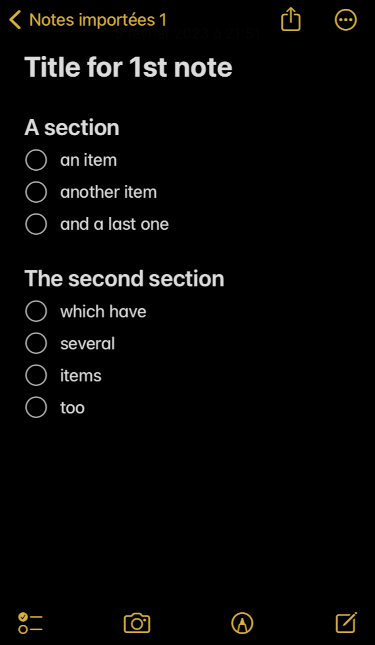 Notes importées 1
Title for 1st note
A section
an item
another item
and a last one
The second section
which have
several
items
too